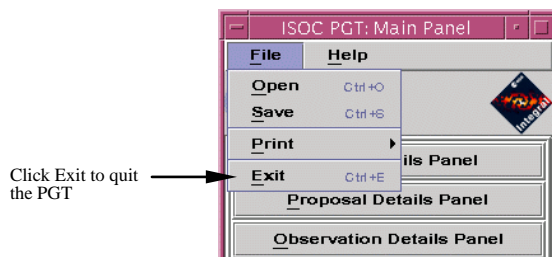 ISOC PGT: Main Panel
File Help
Open Ctrl+O
Save Ctrl+S
Print
Exit Ctrl+E
Click Exit to quit
the PGT
ils Panel
Proposal Details Panel
Observation Details Panel
Integral